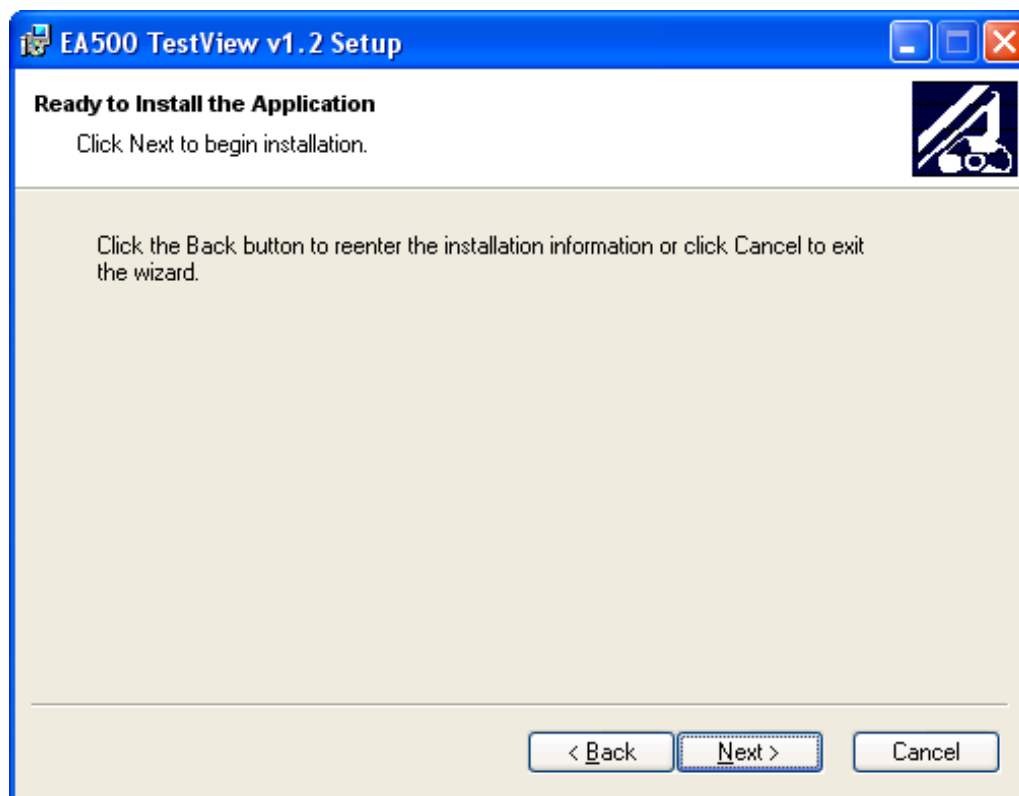 EA500 TestView v1.2 Setup
Ready to Install the Application
Click Next to begin installation.
Click the Back button to reenter the installation information or click Cancel to exit
the wizard.
< Back
Next >
Cancel